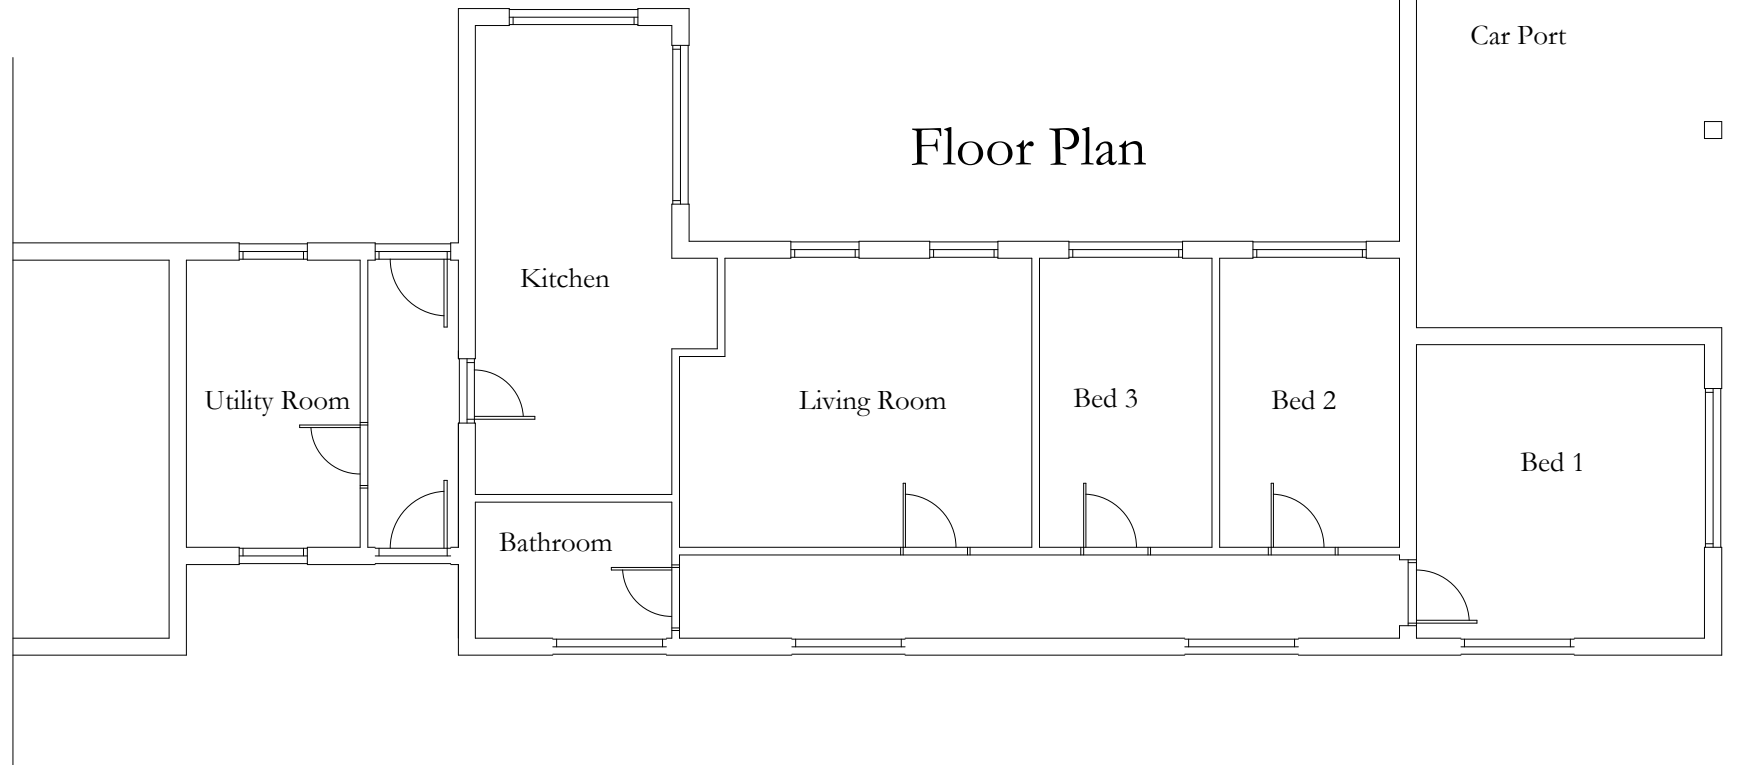 Car Port
Floor Plan
Kitchen
Utility Room
Living Room
Bed 3
Bed 2
Bed 1
Bathroom